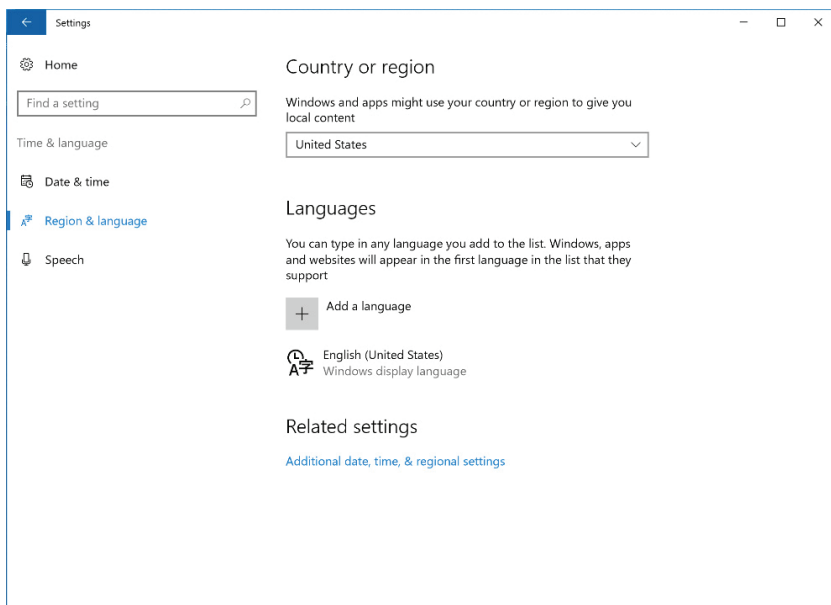 Settings
Home
Find a setting
Time & language
Date & time
Region & language
Speech
Country or region
Windows and apps might use your country or region to give you
local content
United States
Languages
You can type in any language you add to the list. Windows, apps
and websites will appear in the first language in the list that they
support
Add a language
A字
English (United States)
Windows display language
Related settings
Additional date, time, & regional settings